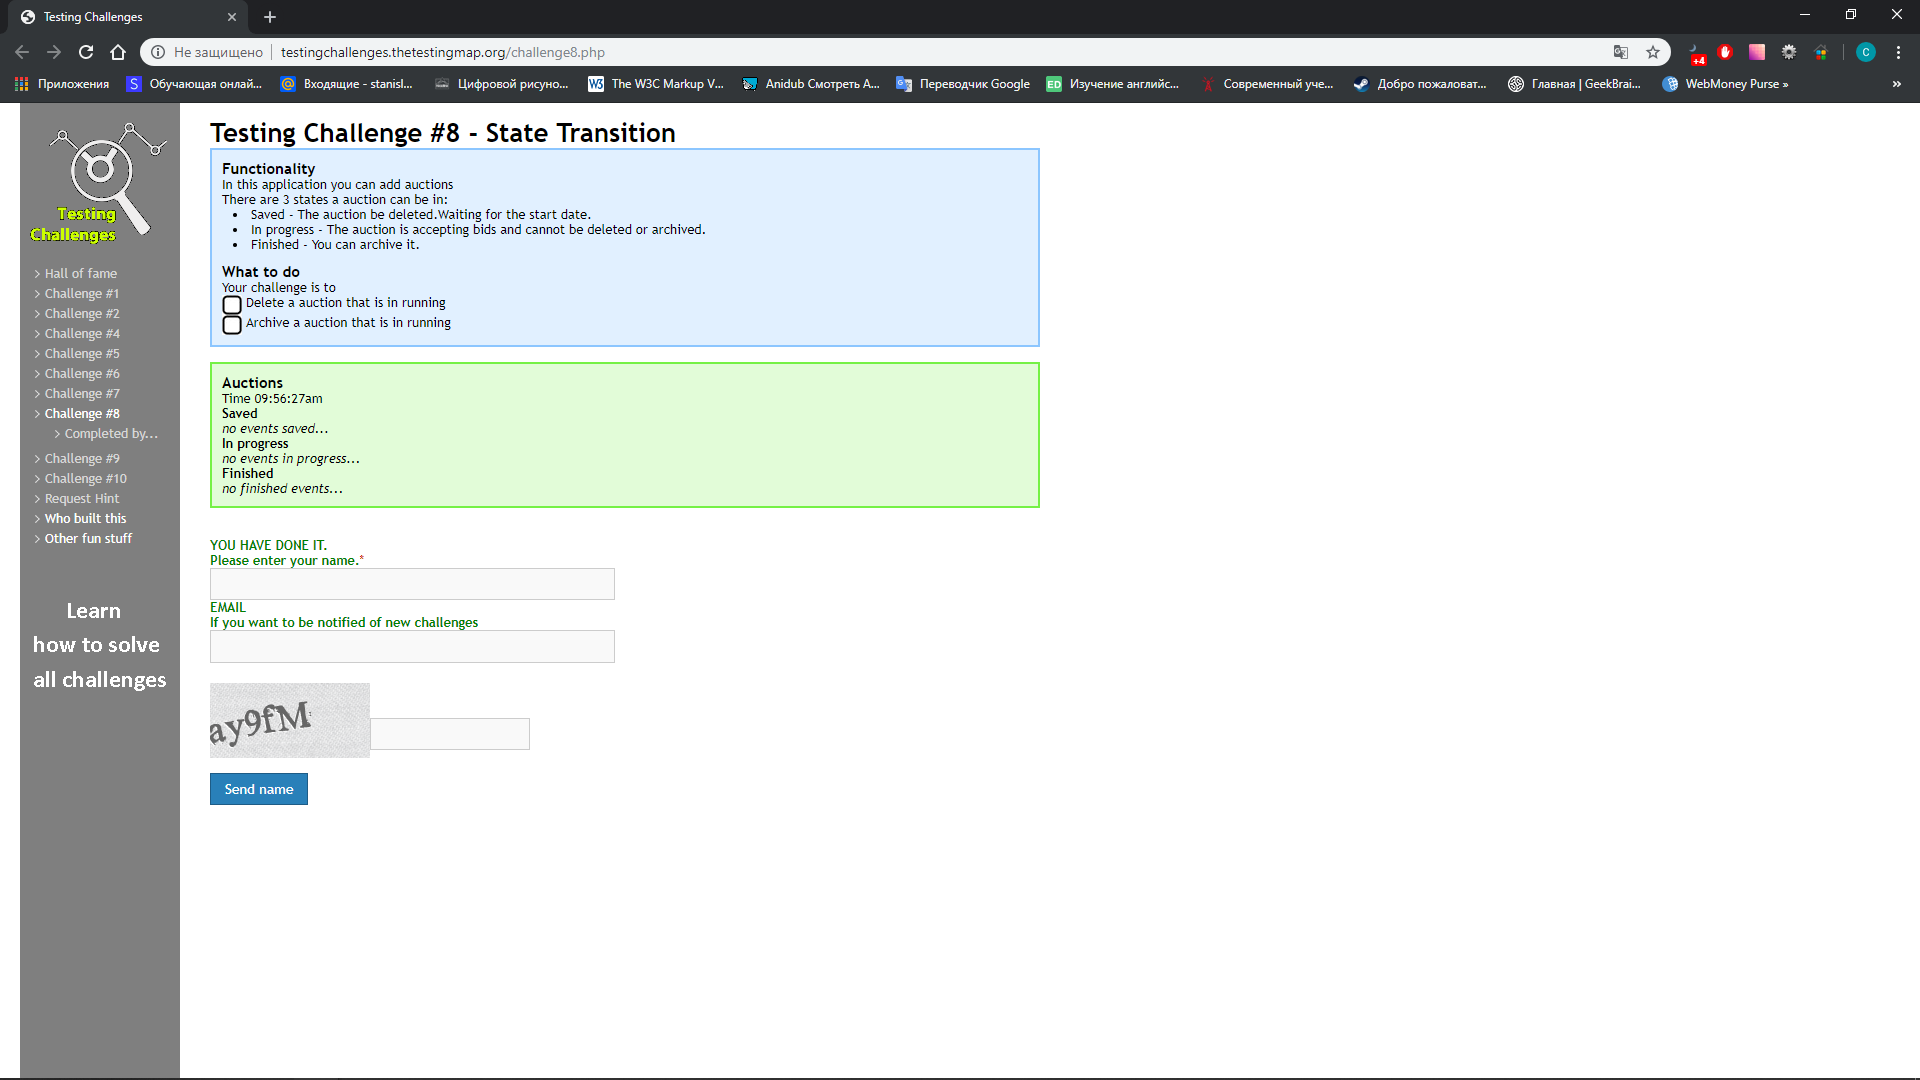 Testing Challenges
Не защищено
testingchallenges.thetestingmap.org/challenge8.php
+4
C
Приложения
S Обучающая онлай...
Входящие - stanisl...
Цифровой рисуно...
W3 The W3C Markup V...
Anidub Смотреть А...
Переводчик Google
ED Изучение английс...
Современный уче...
Добро пожаловат...
Главная | GeekBrai...
WebMoney Purse »
»
Testing
Challenges
Hall of fame
Challenge #1
Challenge #2
Challenge #4
Challenge #5
Challenge #6
Challenge #7
Challenge #8
Completed by...
Challenge #9
Challenge #10
Request Hint
Who built this
Other fun stuff
Learn
how to solve
all challenges
Testing Challenge #8 - State Transition
Functionality
In this application you can add auctions
There are 3 states a auction can be in:
• Saved - The auction be deleted.Waiting for the start date.
• In progress - The auction is accepting bids and cannot be deleted or archived.
• Finished - You can archive it.
What to do
Your challenge is to
Delete a auction that is in running
Archive a auction that is in running
Auctions
Time 09:56:27am
Saved
no events saved...
In progress
no events in progress...
Finished
no finished events...
YOU HAVE DONE IT.
Please enter your name.*
EMAIL
If you want to be notified of new challenges
ay9fM
Send name